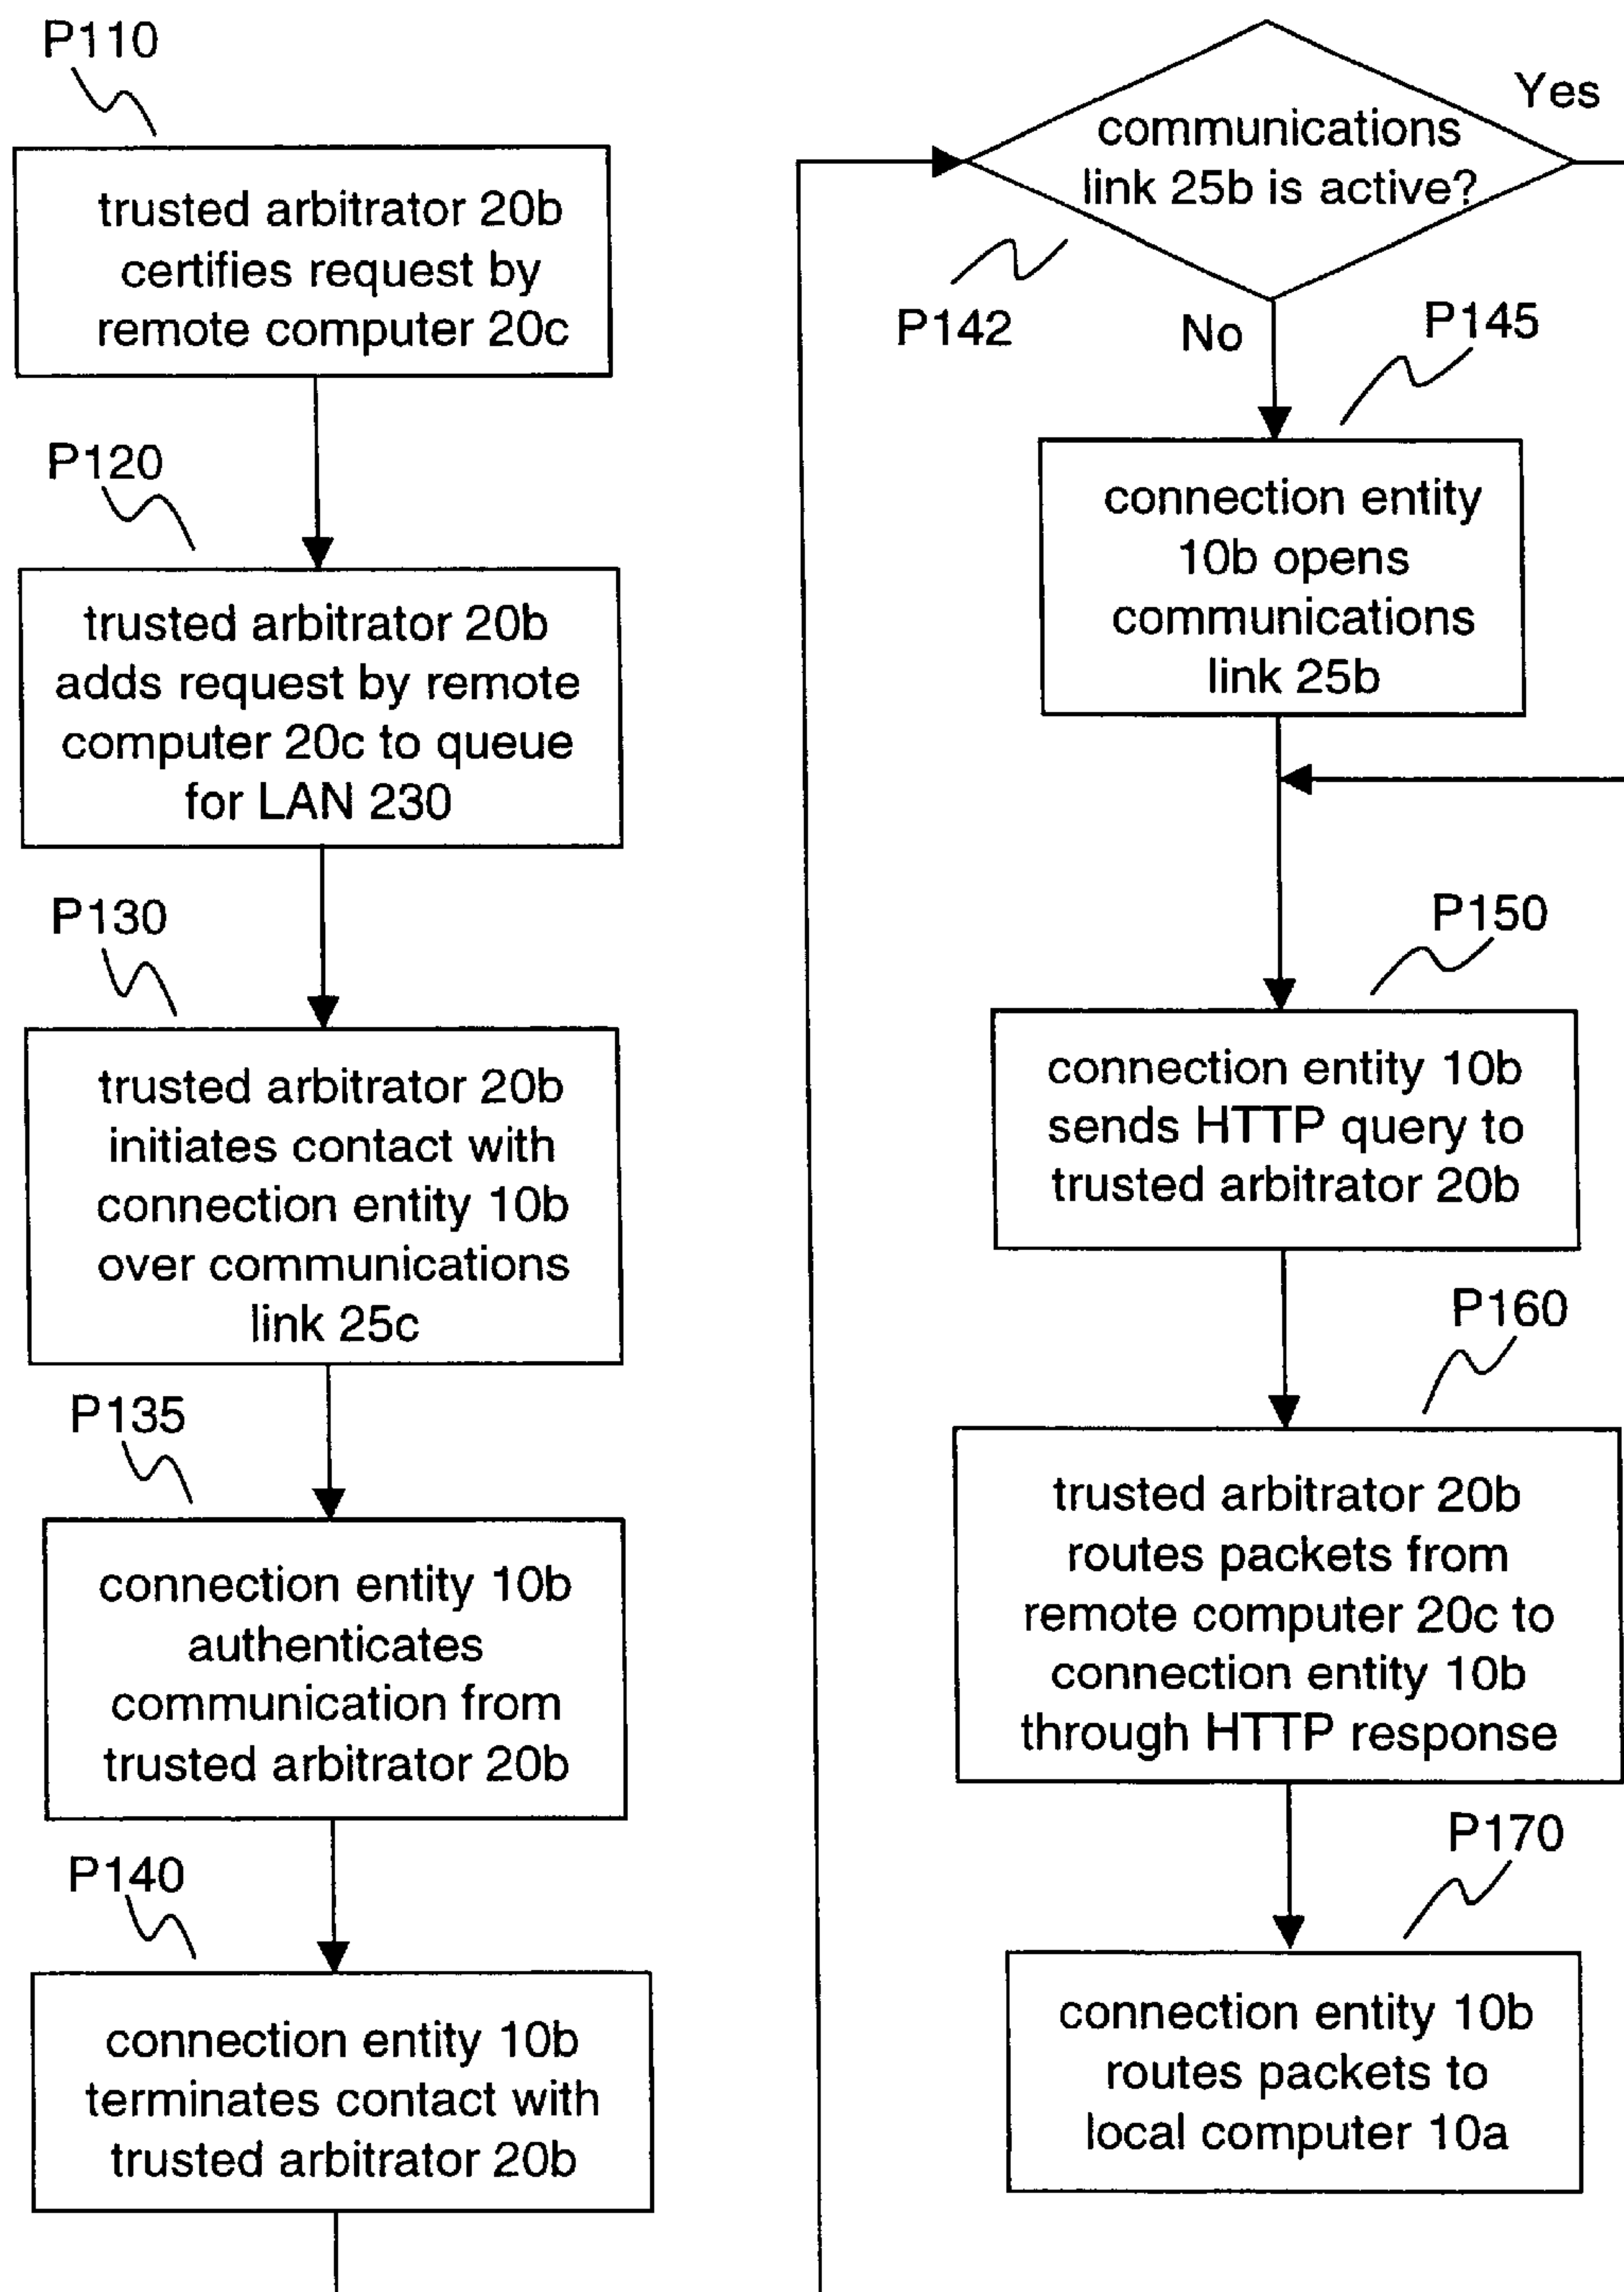 P110
trusted arbitrator 20b
certifies request by
remote computer 20c
P120
trusted arbitrator 20b
adds request by remote
computer 20c to queue
for LAN 230
P130
trusted arbitrator 20b
initiates contact with
connection entity 10b
over communications
link 25c
P135
connection entity 10b
authenticates
communication from
trusted arbitrator 20b
P140
connection entity 10b
terminates contact with
trusted arbitrator 20b
Yes
communications
link 25b is active?
P142
No
P145
connection entity
10b opens
communications
link 25b
P150
connection entity 10b
sends HTTP query to
trusted arbitrator 20b
P160
trusted arbitrator 20b
routes packets from
remote computer 20c to
connection entity 10b
through HTTP response
P170
connection entity 10b
routes packets to
local computer 10a